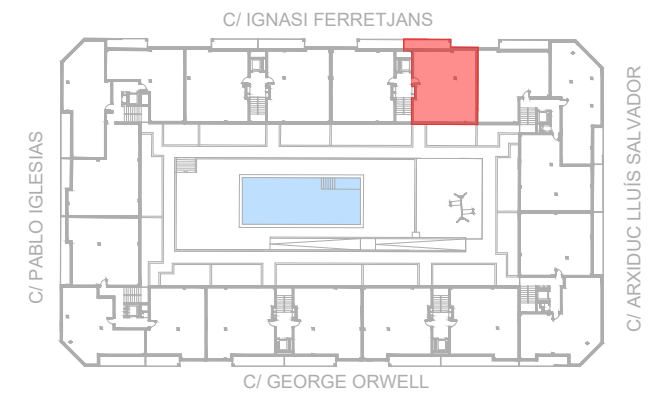 C/ IGNASI FERRETJANS
C/ PABLO IGLESIAS
C/ ARXIDUC LLUÍS SALVADOR
C/ GEORGE ORWELL